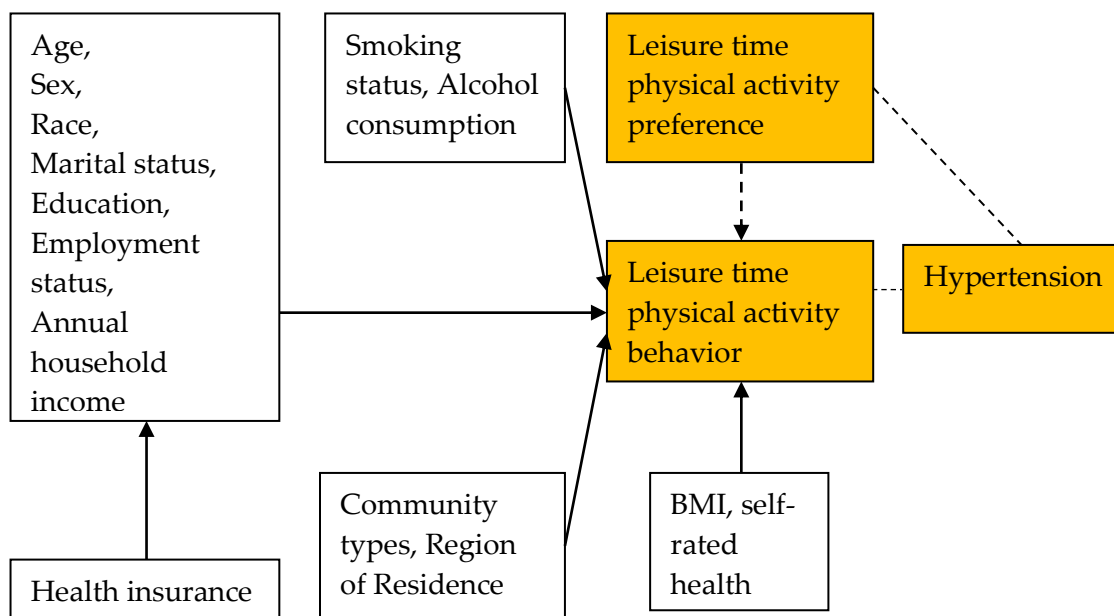 Age,
Sex,
Race,
Marital status,
Education,
Employment
status,
Annual
household
income
Smoking
status, Alcohol
consumption
Leisure time
physical activity
preference
Leisure time
physical activity
behavior
Hypertension
Health insurance
Community
types, Region
of Residence
BMI, self-
rated
health